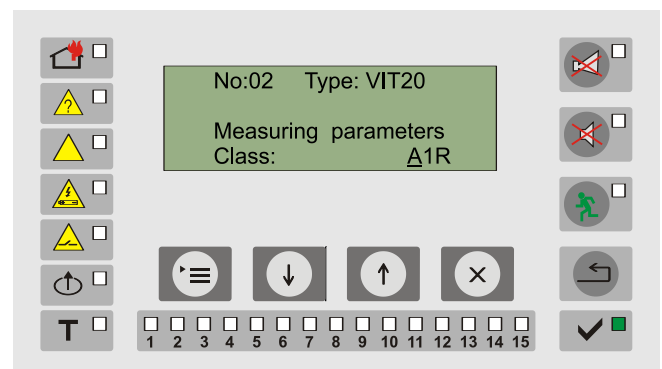 No:02 Type: VIT20
Measuring parameters
Class: A1R
?
T
1 2 3 4 5 6 7 8 9 10 11 12 13 14 15